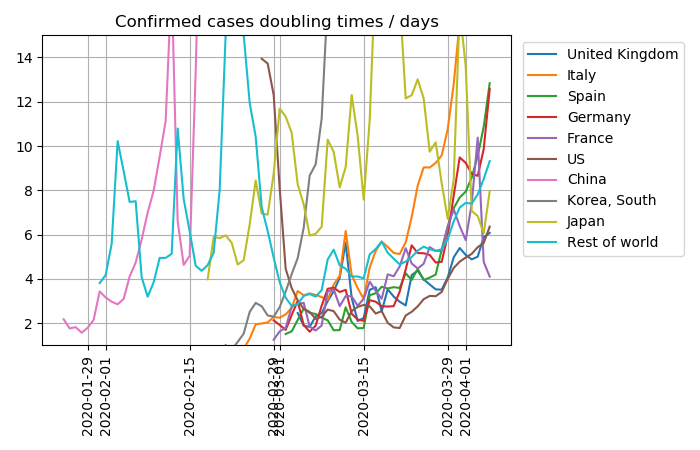 Confirmed cases doubling times / days
14
12
10
8
6
4
2
2020-01-29
2020-02-01
2020-02-15
2020-02-29
2020-03-01
2020-03-15
2020-03-29
2020-04-01
United Kingdom
Italy
Spain
Germany
France
US
China
Korea, South
Japan
Rest of world